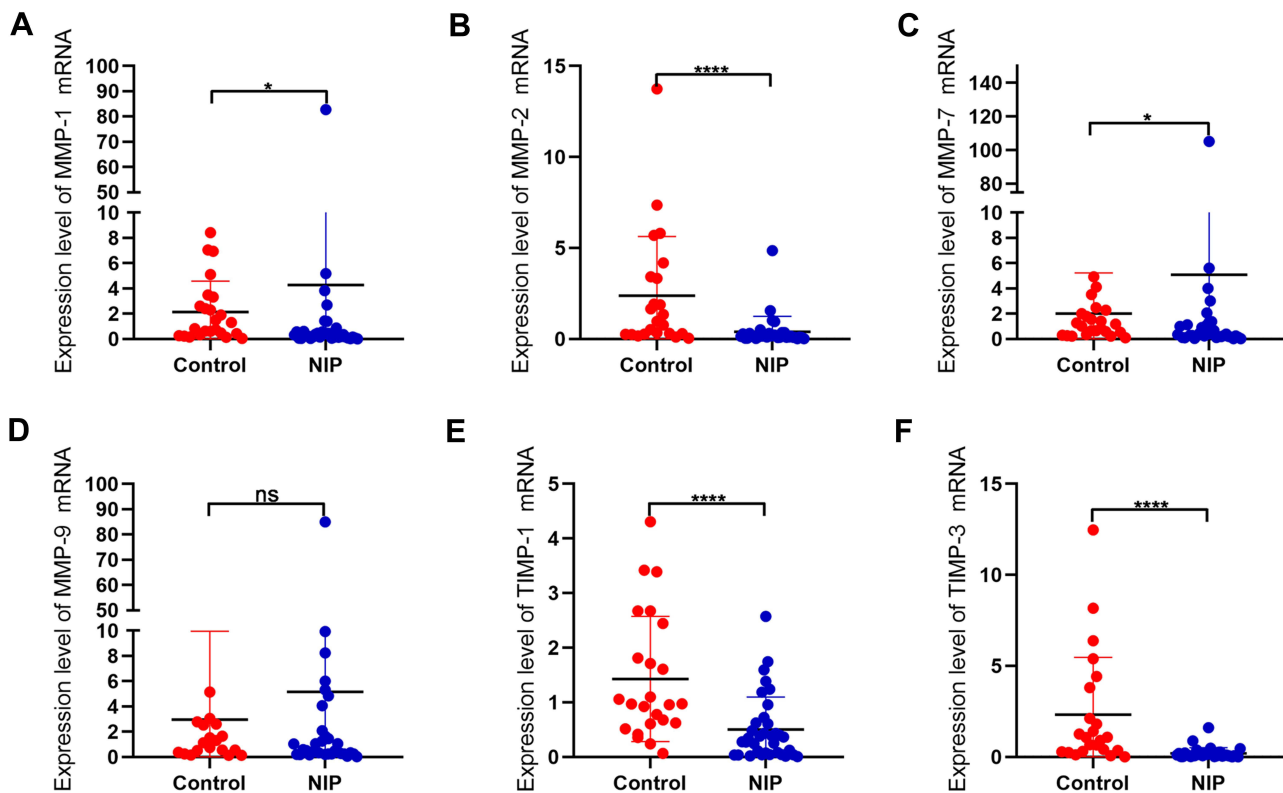 A
Expression level of MMP-1 mRNA
100
90
80
70
60
50
10
8
6
4
2
0
*
Control
NIP
B
Expression level of MMP-2 mRNA
15
10
5
0
****
Control
NIP
C
Expression level of MMP-7 mRNA
140
120
100
80
10
8
6
4
2
0
*
Control
NIP
D
Expression level of MMP-9 mRNA
100
90
80
70
60
50
10
8
6
4
2
0
ns
Control
NIP
E
Expression level of TIMP-1 mRNA
5
4
3
2
1
0
****
Control
NIP
F
Expression level of TIMP-3 mRNA
15
10
5
0
****
Control
NIP